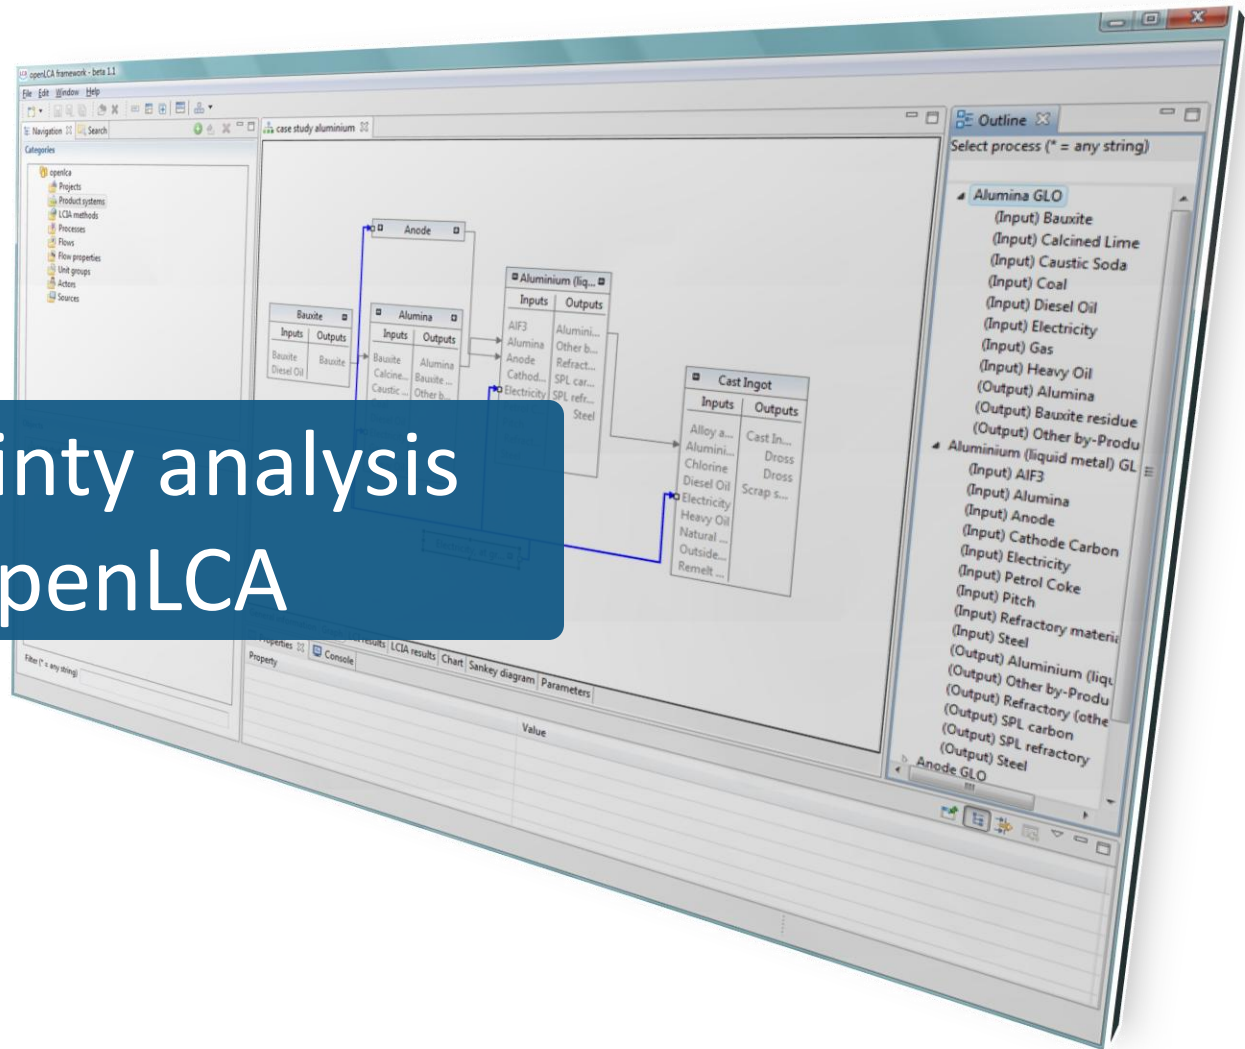 openLCA framework - beta 1.1
File Edit Window Help
Navigation Search
Categories
openlca
Projects
Product systems
LCIA methods
Processes
Flows
Flow properties
Unit groups
Actors
Sources
Filter (* = any string)
case study aluminium
Anode
Bauxite
Inputs Outputs
Bauxite Bauxite
Diesel Oil
Alumina
Inputs Outputs
Bauxite Alumina
Calcine... Bauxite ...
Caustic ... Other b...
Aluminium (liq...
Inputs Outputs
AlF3 Alumini...
Alumina Other b...
Anode Refract...
Cathod... SPL car...
Electricity SPL refr...
Steel
Cast Ingot
Inputs Outputs
Alloy a... Cast In...
Alumini... Dross
Chlorine Dross
Diesel Oil Scrap s...
Electricity
Heavy Oil
Natural ...
Outside...
Remelt ...
inty analysis
penLCA
results LCIA results Chart Sankey diagram Parameters
Properties Console
Property Value
Outline
Select process (* = any string)
Alumina GLO
(Input) Bauxite
(Input) Calcined Lime
(Input) Caustic Soda
(Input) Coal
(Input) Diesel Oil
(Input) Electricity
(Input) Gas
(Input) Heavy Oil
(Output) Alumina
(Output) Bauxite residue
(Output) Other by-Produ
Aluminium (liquid metal) GL
(Input) AlF3
(Input) Alumina
(Input) Anode
(Input) Cathode Carbon
(Input) Electricity
(Input) Petrol Coke
(Input) Pitch
(Input) Refractory materia
(Input) Steel
(Output) Aluminium (liqu
(Output) Other by-Produ
(Output) Refractory (othe
(Output) SPL carbon
(Output) SPL refractory
(Output) Steel
Anode GLO